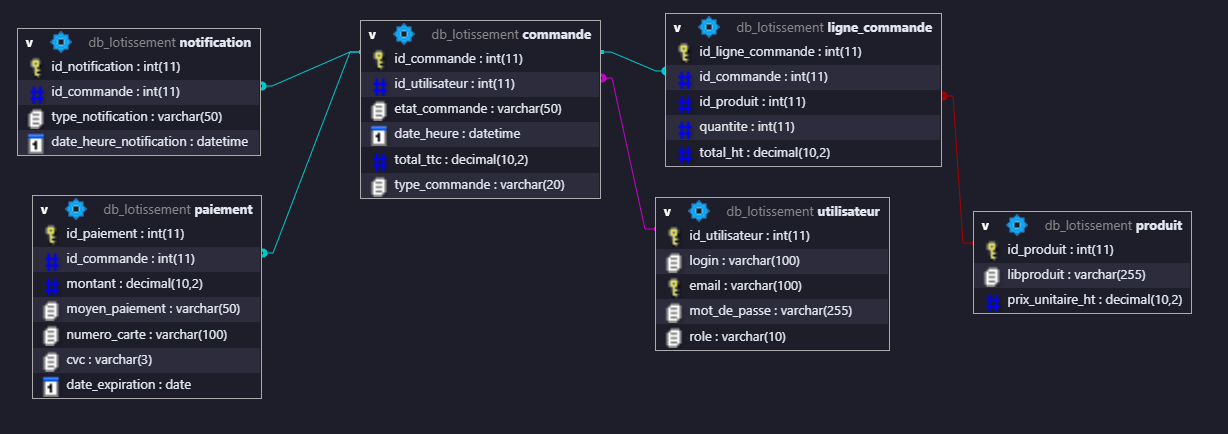 v db_lotissement notification
id_notification : int(11)
id_commande : int(11)
type_notification : varchar(50)
date_heure_notification : datetime
v db_lotissement commande
id_commande : int(11)
id_utilisateur : int(11)
etat_commande : varchar(50)
date_heure : datetime
total_ttc : decimal(10,2)
type_commande : varchar(20)
v db_lotissement ligne_commande
id_ligne_commande : int(11)
id_commande : int(11)
id_produit : int(11)
quantite : int(11)
total_ht : decimal(10,2)
v db_lotissement paiement
id_paiement : int(11)
id_commande : int(11)
montant : decimal(10,2)
moyen_paiement : varchar(50)
numero_carte : varchar(100)
cvc : varchar(3)
date_expiration : date
v db_lotissement utilisateur
id_utilisateur : int(11)
login : varchar(100)
email : varchar(100)
mot_de_passe : varchar(255)
role : varchar(10)
v db_lotissement produit
id_produit : int(11)
libproduit : varchar(255)
prix_unitaire_ht : decimal(10,2)